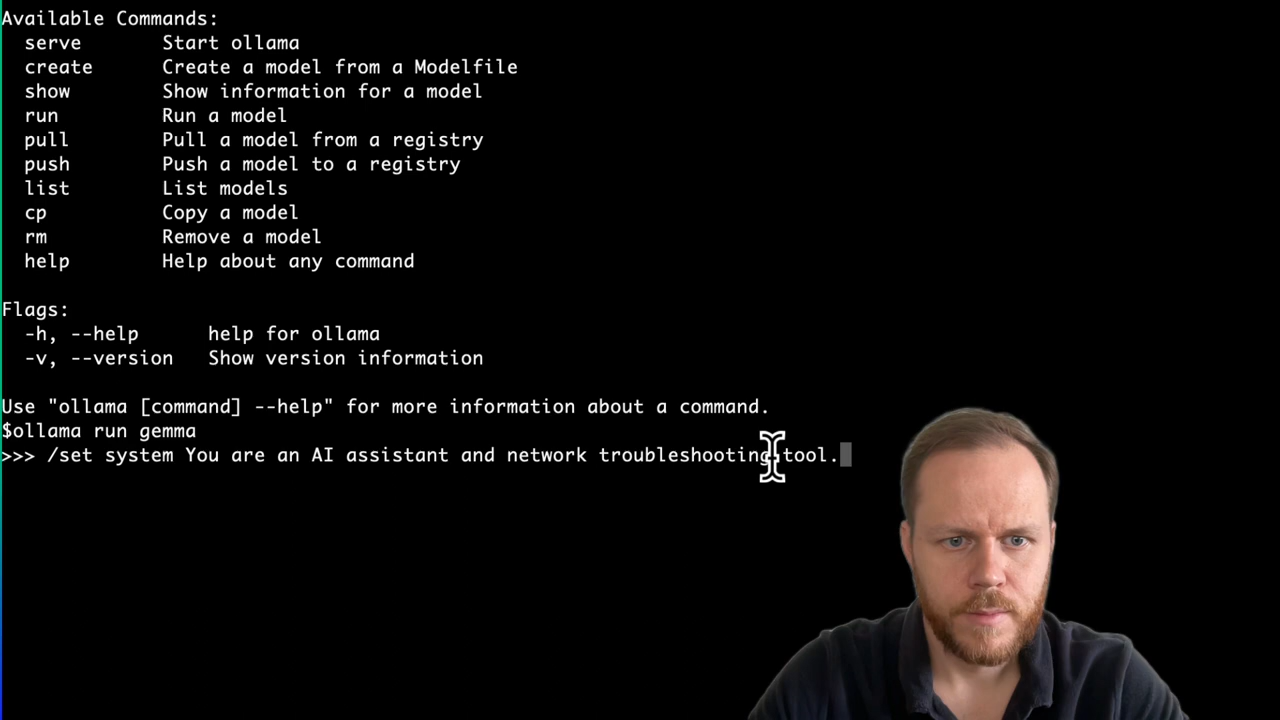 Available Commands:
serve Start ollama
create Create a model from a Modelfile
show Show information for a model
run Run a model
pull Pull a model from a registry
push Push a model to a registry
list List models
cp Copy a model
rm Remove a model
help Help about any command
Flags:
-h, --help help for ollama
-v, --version Show version information
Use "ollama [command] --help" for more information about a command.
$ollama run gemma
>>> /set system You are an AI assistant and network troubleshooting tool.